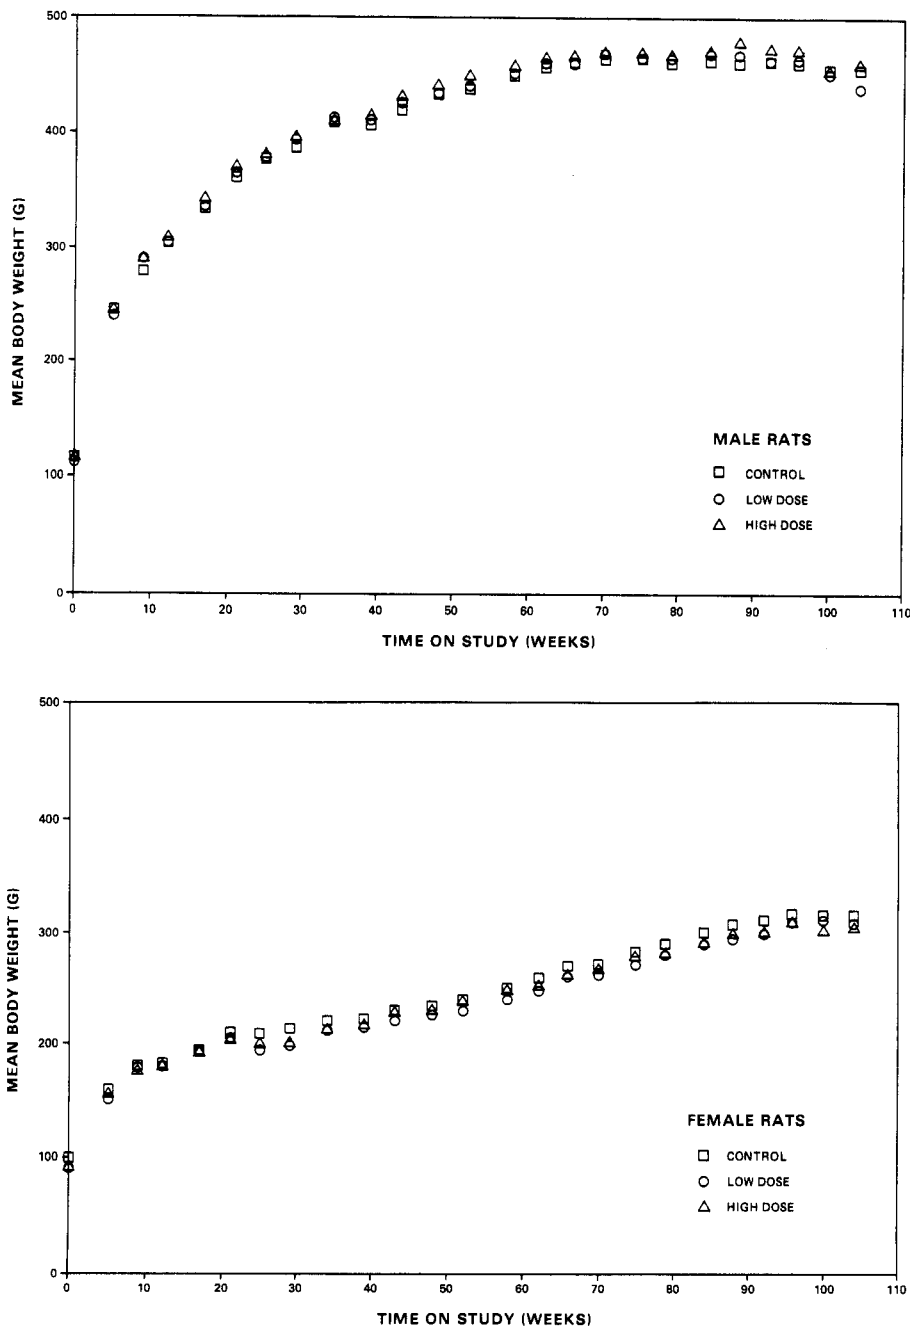 500
400
300
200
100
0
MEAN BODY WEIGHT (G)
MALE RATS
CONTROL
LOW DOSE
HIGH DOSE
0 10 20 30 40 50 60 70 80 90 100 110
TIME ON STUDY (WEEKS)
500
400
300
200
100
0
MEAN BODY WEIGHT (G)
FEMALE RATS
CONTROL
LOW DOSE
HIGH DOSE
0 10 20 30 40 50 60 70 80 90 100 110
TIME ON STUDY (WEEKS)